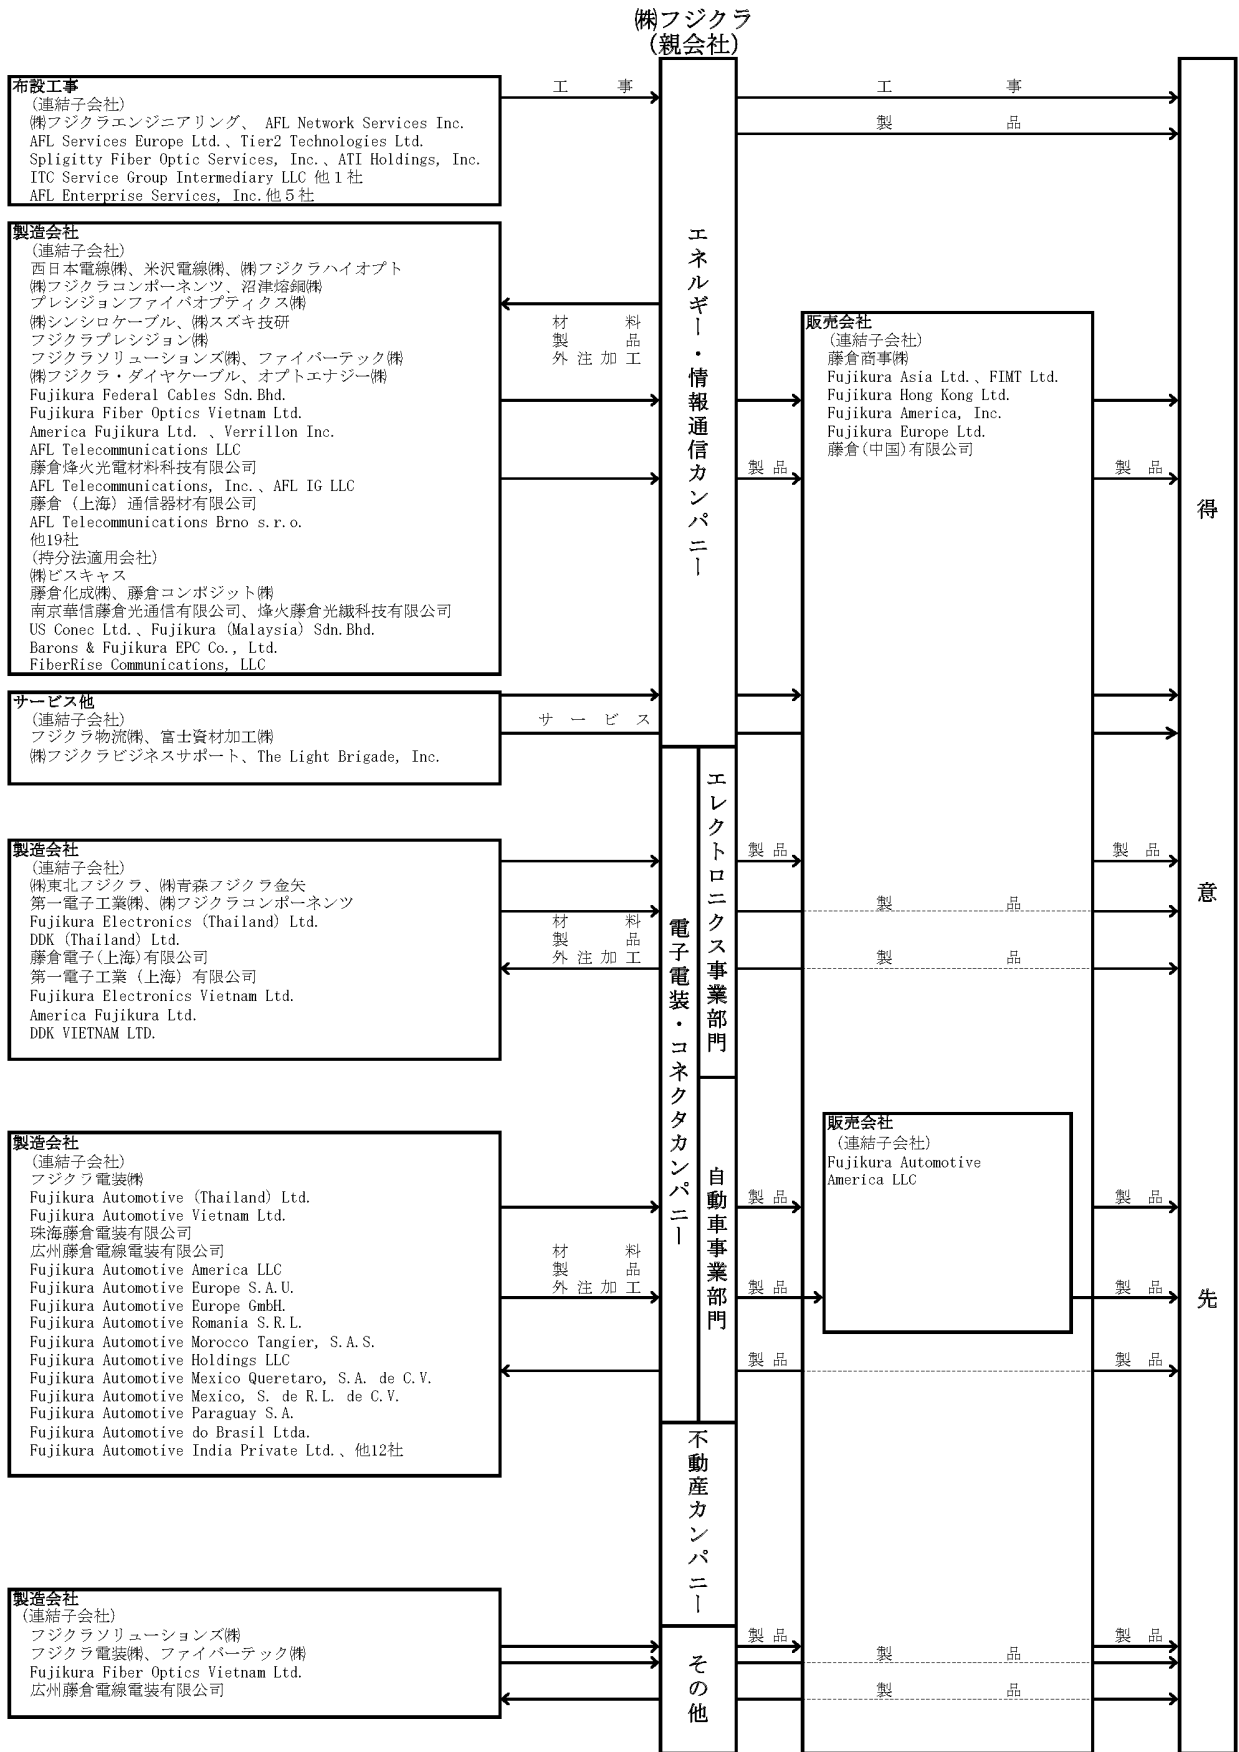 ㈱フジクラ
（親会社）
布設工事
（連結子会社）
㈱フジクラエンジニアリング、 AFL Network Services Inc.
AFL Services Europe Ltd.、Tier2 Technologies Ltd.
Spligitty Fiber Optic Services, Inc.、ATI Holdings, Inc.
ITC Service Group Intermediary LLC 他１社
AFL Enterprise Services, Inc.他５社
工　事
工　事
製　品
製造会社
（連結子会社）
西日本電線㈱、米沢電線㈱、㈱フジクラハイオプト
㈱フジクラコンポーネンツ、沼津熔銅㈱
プレシジョンファイバオプティクス㈱
㈱シンシロケーブル、㈱スズキ技研
フジクラプレシジョン㈱
フジクラソリューションズ㈱、ファイバーテック㈱
㈱フジクラ・ダイヤケーブル、オプトエナジー㈱
Fujikura Federal Cables Sdn.Bhd.
Fujikura Fiber Optics Vietnam Ltd.
America Fujikura Ltd. 、Verrillon Inc.
AFL Telecommunications LLC
藤倉烽火光電材料科技有限公司
AFL Telecommunications, Inc.、AFL IG LLC
藤倉（上海）通信器材有限公司
AFL Telecommunications Brno s.r.o.
他19社
（持分法適用会社）
㈱ビスキャス
藤倉化成㈱、藤倉コンポジット㈱
南京華信藤倉光通信有限公司、烽火藤倉光繊科技有限公司
US Conec Ltd.、Fujikura (Malaysia) Sdn.Bhd.
Barons & Fujikura EPC Co., Ltd.
FiberRise Communications, LLC
材　料
製　品
外注加工
エネルギー・情報通信カンパニー
販売会社
（連結子会社）
藤倉商事㈱
Fujikura Asia Ltd.、FIMT Ltd.
Fujikura Hong Kong Ltd.
Fujikura America, Inc.
Fujikura Europe Ltd.
藤倉(中国)有限公司
製品
製品
得意先
サービス他
（連結子会社）
フジクラ物流㈱、富士資材加工㈱
㈱フジクラビジネスサポート、The Light Brigade, Inc.
サービス
電子電装・コネクタカンパニー
エレクトロニクス事業部門
製造会社
（連結子会社）
㈱東北フジクラ、㈱青森フジクラ金矢
第一電子工業㈱、㈱フジクラコンポーネンツ
Fujikura Electronics (Thailand) Ltd.
DDK (Thailand) Ltd.
藤倉電子(上海)有限公司
第一電子工業（上海）有限公司
Fujikura Electronics Vietnam Ltd.
America Fujikura Ltd.
DDK VIETNAM LTD.
材　料
製　品
外注加工
製品
製品
製　品
製　品
製造会社
（連結子会社）
フジクラ電装㈱
Fujikura Automotive (Thailand) Ltd.
Fujikura Automotive Vietnam Ltd.
珠海藤倉電装有限公司
広州藤倉電線電装有限公司
Fujikura Automotive America LLC
Fujikura Automotive Europe S.A.U.
Fujikura Automotive Europe GmbH.
Fujikura Automotive Romania S.R.L.
Fujikura Automotive Morocco Tangier, S.A.S.
Fujikura Automotive Holdings LLC
Fujikura Automotive Mexico Queretaro, S.A. de C.V.
Fujikura Automotive Mexico, S. de R.L. de C.V.
Fujikura Automotive Paraguay S.A.
Fujikura Automotive do Brasil Ltda.
Fujikura Automotive India Private Ltd.、他12社
材　料
製　品
外注加工
自動車事業部門
販売会社
（連結子会社）
Fujikura Automotive
America LLC
製品
製品
製品
製品
製品
製品
不動産カンパニー
製造会社
（連結子会社）
フジクラソリューションズ㈱
フジクラ電装㈱、ファイバーテック㈱
Fujikura Fiber Optics Vietnam Ltd.
広州藤倉電線電装有限公司
その他
製品
製品
製　品
製　品